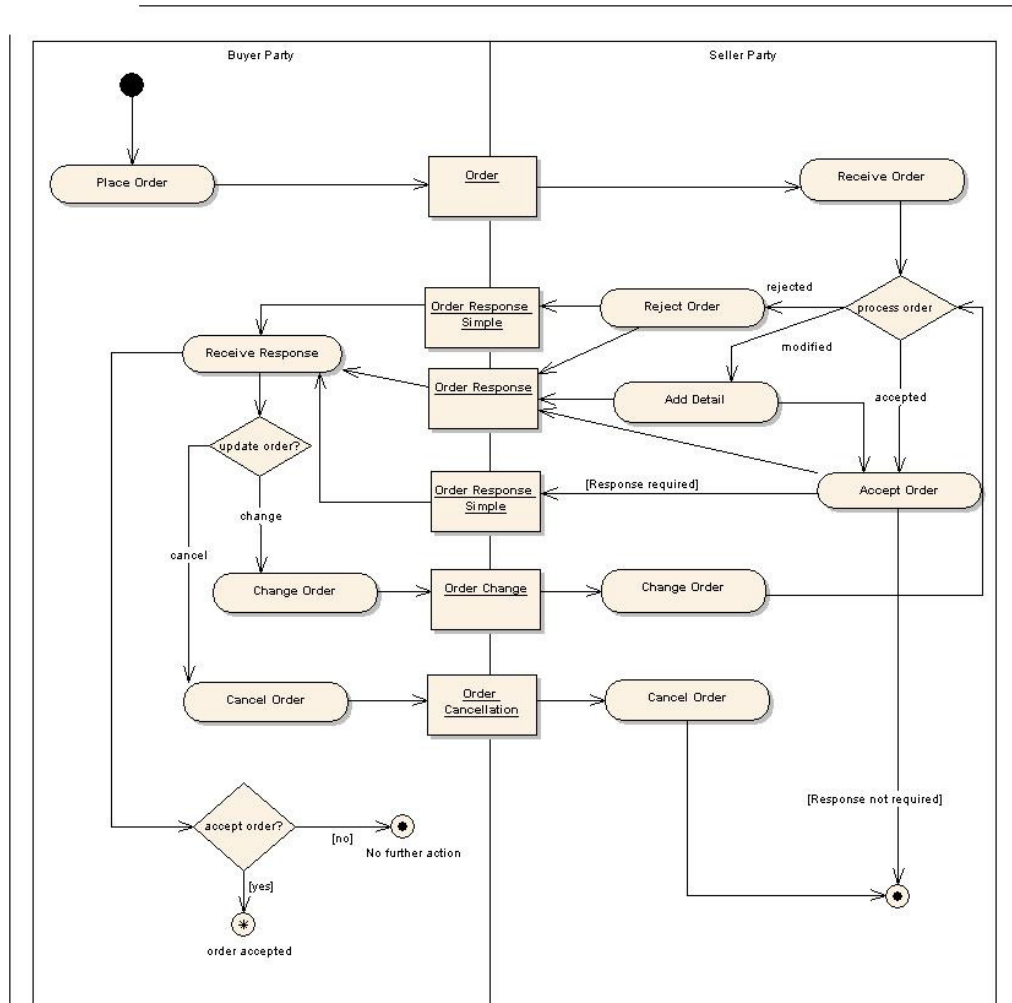 Buyer Party
Seller Party
Place Order
Order
Receive Order
Order Response
Simple
Reject Order
rejected
process order
Receive Response
modified
Order Response
Add Detail
accepted
update order?
Order Response
Simple
[Response required]
Accept Order
change
cancel
Change Order
Order Change
Change Order
Cancel Order
Order
Cancellation
Cancel Order
[Response not required]
accept order?
[no]
No further action
[yes]
order accepted